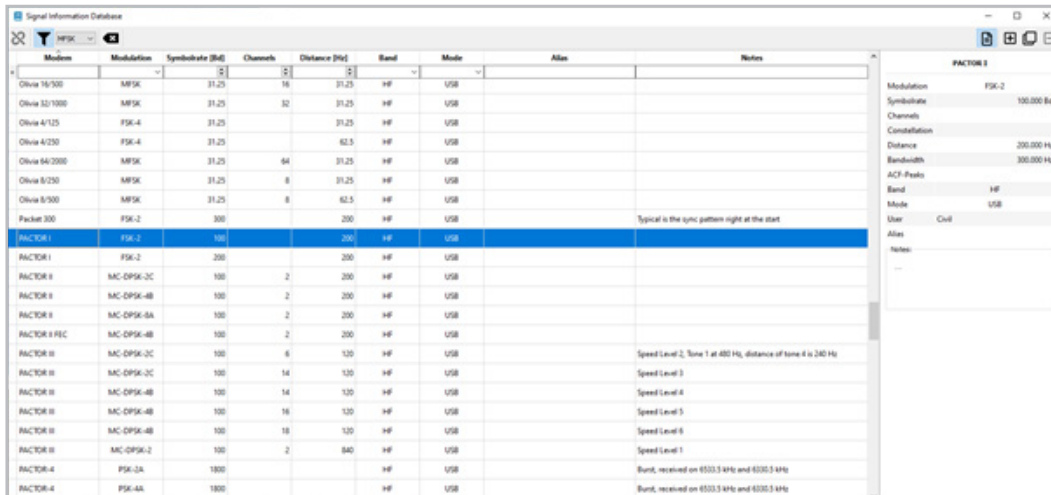 Signal Information Database
MFSK
Modem Modulation Symbolrate [Bd] Channels Distance [Hz] Band Mode Alias Notes
Olivia 16/500 MFSK 31.25 16 31.25 HF USB
Olivia 32/1000 MFSK 31.25 32 31.25 HF USB
Olivia 4/125 FSK-4 31.25 31.25 HF USB
Olivia 4/250 FSK-4 31.25 62.5 HF USB
Olivia 64/2000 MFSK 31.25 64 31.25 HF USB
Olivia 8/250 MFSK 31.25 8 31.25 HF USB
Olivia 8/500 MFSK 31.25 8 62.5 HF USB
Packet 300 FSK-2 300 200 HF USB Typical is the sync pattern right at the start
PACTOR I FSK-2 100 200 HF USB
PACTOR I FSK-2 200 200 HF USB
PACTOR II MC-DPSK-2C 100 2 200 HF USB
PACTOR II MC-DPSK-4B 100 2 200 HF USB
PACTOR II MC-DPSK-8A 100 2 200 HF USB
PACTOR II FEC MC-DPSK-4B 100 2 200 HF USB
PACTOR III MC-DPSK-2C 100 6 120 HF USB Speed Level 2, Tone 1 at 480 Hz, distance of tone 4 is 240 Hz
PACTOR III MC-DPSK-2C 100 14 120 HF USB Speed Level 3
PACTOR III MC-DPSK-4B 100 14 120 HF USB Speed Level 4
PACTOR III MC-DPSK-4B 100 16 120 HF USB Speed Level 5
PACTOR III MC-DPSK-4B 100 18 120 HF USB Speed Level 6
PACTOR III MC-DPSK-2 100 2 840 HF USB Speed Level 1
PACTOR-4 PSK-2A 1800 HF USB Burst, received on 6533.5 kHz and 6330.5 kHz
PACTOR-4 PSK-4A 1800 HF USB Burst, received on 6533.5 kHz and 6330.5 kHz
PACTOR I
Modulation FSK-2
Symbolrate 100.000 Bd
Channels
Constellation
Distance 200.000 Hz
Bandwidth 300.000 Hz
ACF-Peaks
Band HF
Mode USB
User Civil
Alias
Notes:
...